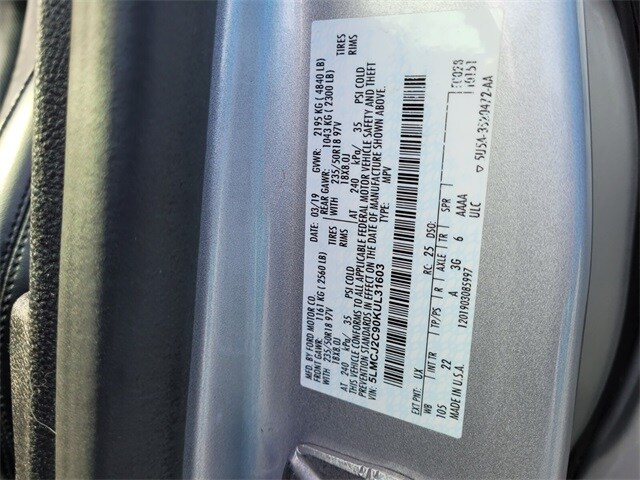 MFD. BY FORD MOTOR CO.
DATE: 03/19 GVWR: 2195 KG ( 4840 LB)
FRONT GAWR: 1161 KG ( 2560 LB) REAR GAWR: 1043 KG ( 2300 LB)
WITH 235/50R18 97V TIRES WITH 235/50R18 97V TIRES
18X8.0J RIMS 18X8.0J RIMS
AT 240 kPa/ 35 PSI COLD AT 240 kPa/ 35 PSI COLD
THIS VEHICLE CONFORMS TO ALL APPLICABLE FEDERAL MOTOR VEHICLE SAFETY AND THEFT
PREVENTION STANDARDS IN EFFECT ON THE DATE OF MANUFACTURE SHOWN ABOVE.
VIN: 5LMCJ2C90KUL31603 TYPE: MPV
EXT PNT: UX RC: 25 DSO:
WB INT TR TP/PS R AXLE TR SPR
105 22 A 3G 6 AAAA
MADE IN U.S.A. ULC
1201903085997
5U5A-3520472-AA